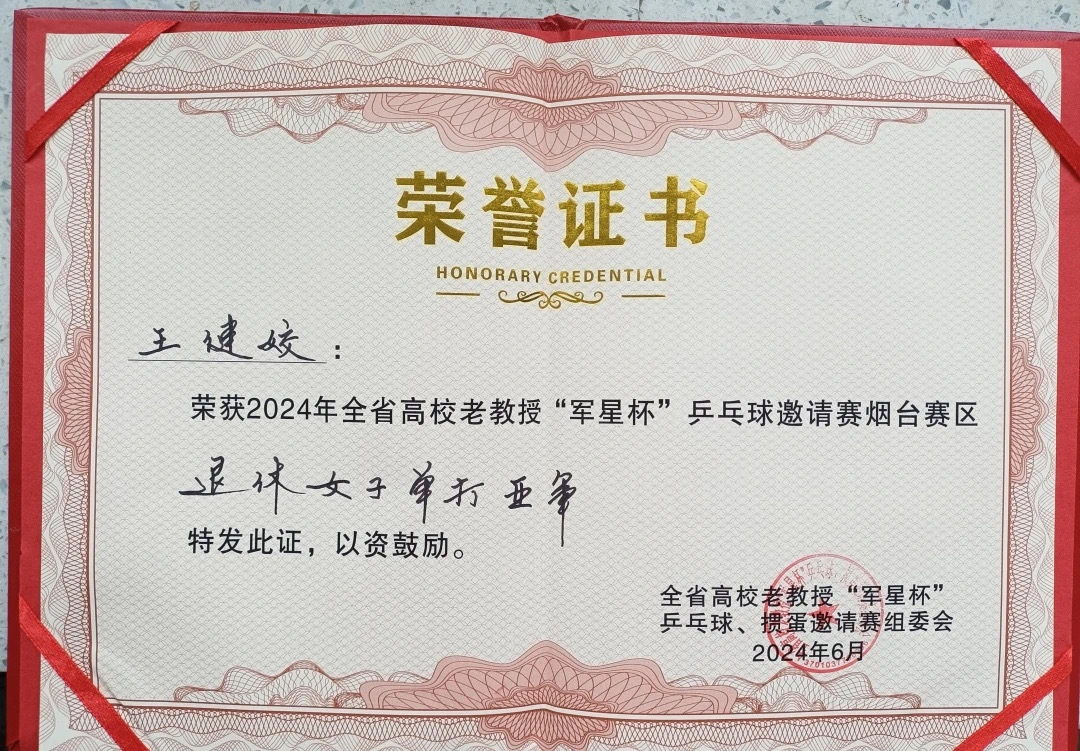 荣誉证书
HONORARY CREDENTIAL
王健姣：
荣获2024年全省高校老教授“军星杯”乒乓球邀请赛烟台赛区
退休女子单打亚军
特发此证，以资鼓励。
全省高校老教授“军星杯”
乒乓球、掼蛋邀请赛组委会
2024年6月